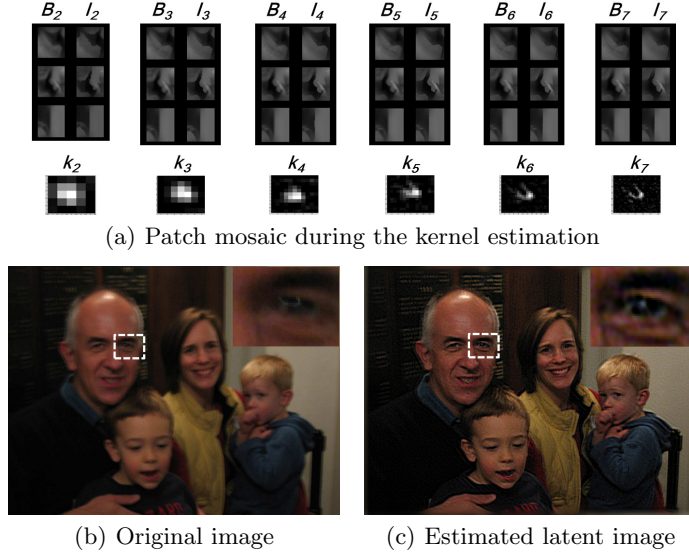 B2 I2 B3 I3 B4 I4 B5 I5 B6 I6 B7 I7
k2 k3 k4 k5 k6 k7
(a) Patch mosaic during the kernel estimation
(b) Original image (c) Estimated latent image